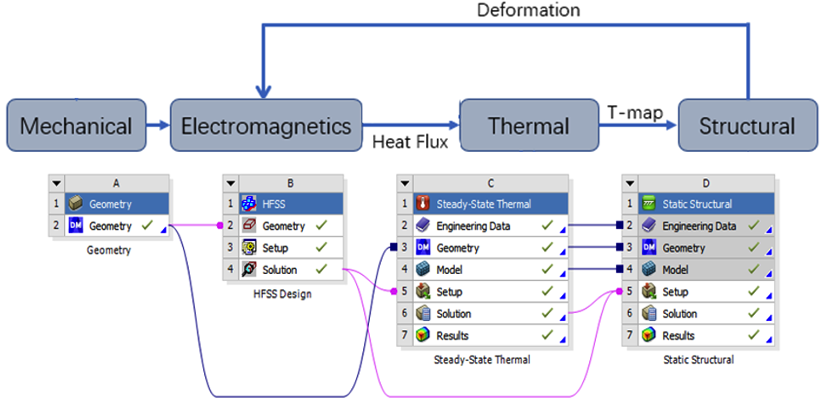 Deformation
Mechanical
Electromagnetics
Heat Flux
Thermal
T-map
Structural
A
1 Geometry
2 DM Geometry
Geometry
B
1 HFSS
2 Geometry
3 Setup
4 Solution
HFSS Design
C
1 Steady-State Thermal
2 Engineering Data
3 DM Geometry
4 Model
5 Setup
6 Solution
7 Results
Steady-State Thermal
D
1 Static Structural
2 Engineering Data
3 DM Geometry
4 Model
5 Setup
6 Solution
7 Results
Static Structural